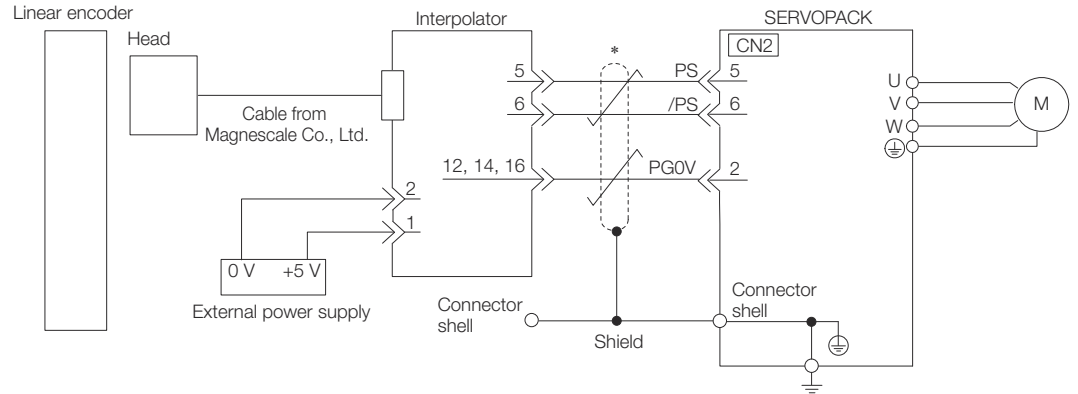 Linear encoder
Head
Interpolator
SERVOPACK
CN2
*
5
PS
5
6
/PS
6
Cable from
Magnescale Co., Ltd.
12, 14, 16
PG0V
2
U
V
W
M
2
1
0 V
+5 V
External power supply
Connector
shell
Shield
Connector
shell